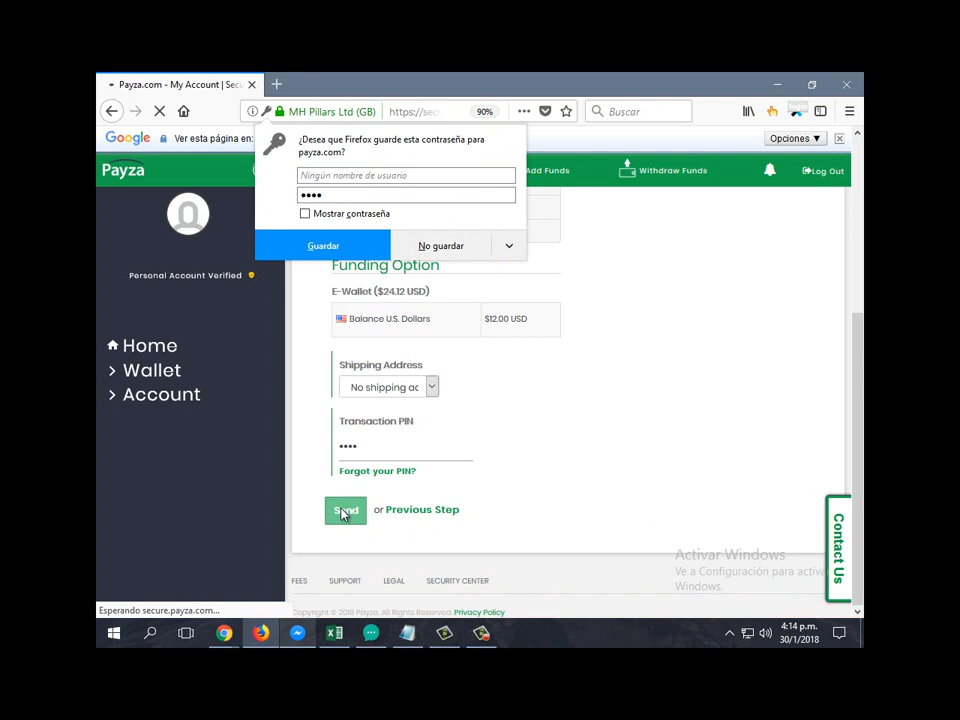 Payza.com - My Account | Secu
MH Pillars Ltd (GB)
https://sec
90%
Buscar
login
Google
Ver esta página en:
Opciones ▼
¿Desea que Firefox guarde esta contraseña para
payza.com?
Ningún nombre de usuario
••••
Mostrar contraseña
Guardar
No guardar
Payza
Add Funds
Withdraw Funds
Log Out
Personal Account Verified
Home
Wallet
Account
Funding Option
E-Wallet ($24.12 USD)
Balance U.S. Dollars
$12.00 USD
Shipping Address
No shipping ac
Transaction PIN
••••
Forgot your PIN?
Send
or Previous Step
Contact Us
Activar Windows
Ve a Configuración para activa
Windows.
FEES
SUPPORT
LEGAL
SECURITY CENTER
Copyright © 2018 Payza. All Rights Reserved. Privacy Policy
Esperando secure.payza.com...
4:14 p.m.
30/1/2018